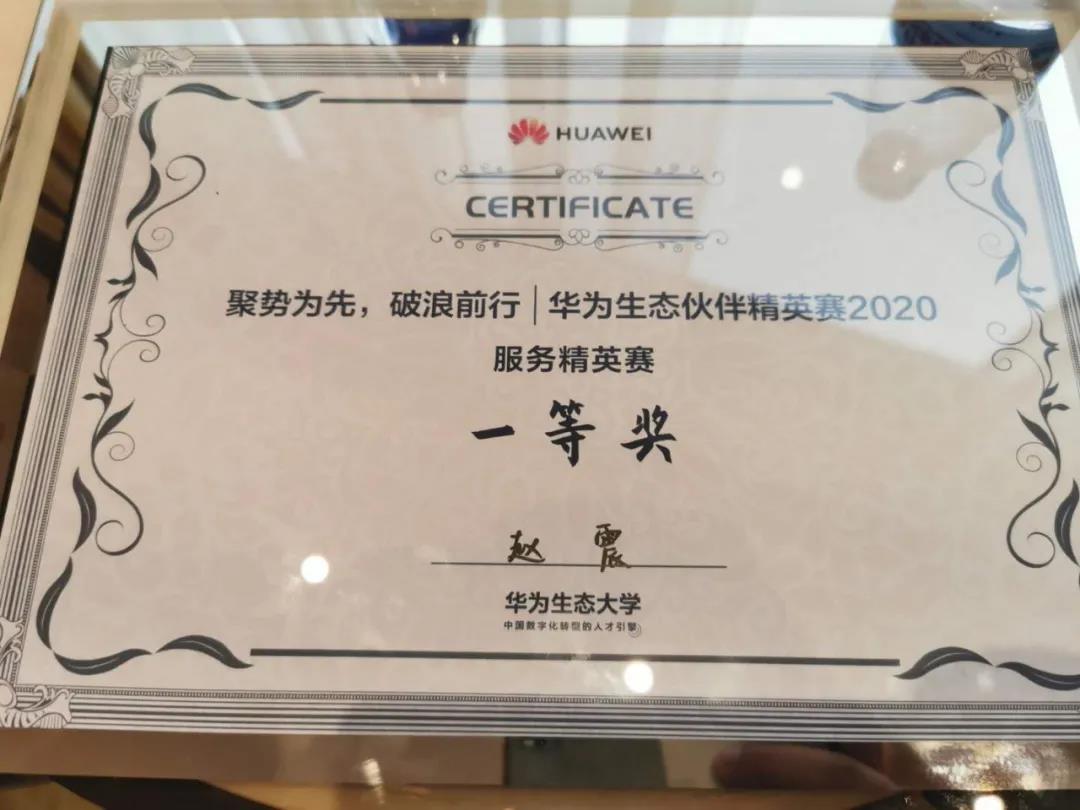 HUAWEI
CERTIFICATE
聚势为先，破浪前行|华为生态伙伴精英赛2020
服务精英赛
一等奖
赵 震
华为生态大学
中国数字化转型的人才引擎